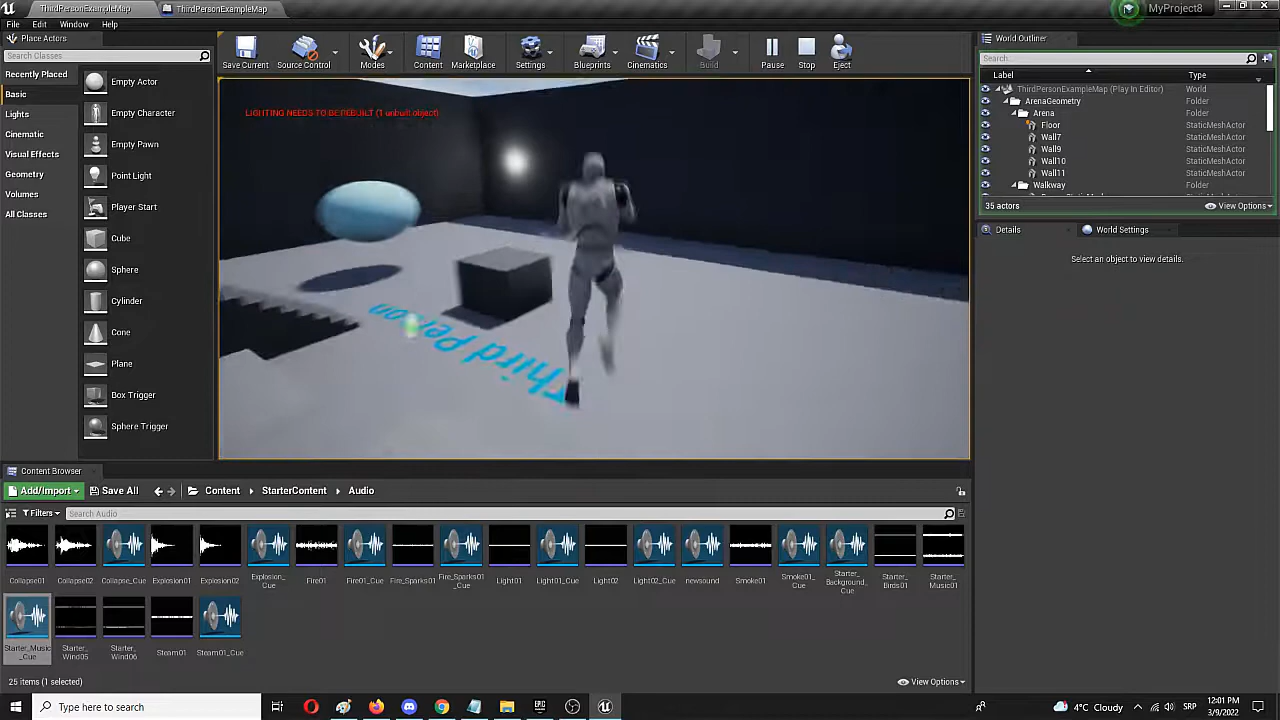 ThirdPersonExampleMap
ThirdPersonExampleMap
MyProject8
File Edit Window Help
Place Actors
Search Classes
Recently Placed
Basic
Lights
Cinematic
Visual Effects
Geometry
Volumes
All Classes
Empty Actor
Empty Character
Empty Pawn
Point Light
Player Start
Cube
Sphere
Cylinder
Cone
Plane
Box Trigger
Sphere Trigger
Save Current Source Control Modes Content Marketplace Settings Blueprints Cinematics Build Pause Stop Eject
LIGHTING NEEDS TO BE REBUILT (1 unbuilt object)
Third Person
World Outliner
Search...
Label Type
ThirdPersonExampleMap (Play In Editor) World
ArenaGeometry Folder
Arena Folder
Floor StaticMeshActor
Wall7 StaticMeshActor
Wall9 StaticMeshActor
Wall10 StaticMeshActor
Wall11 StaticMeshActor
Walkway Folder
35 actors View Options
Details World Settings
Select an object to view details.
Content Browser
Add/Import Save All Content StarterContent Audio
Filters Search Audio
Collapse01 Collapse02 Collapse_Cue Explosion01 Explosion02 Explosion_Cue Fire01 Fire01_Cue Fire_Sparks01 Fire_Sparks01_Cue Light01 Light01_Cue Light02 Light02_Cue newsound Smoke01 Smoke01_Cue Starter_Background_Cue Starter_Birds01 Starter_Music01
Starter_Music_Cue Starter_Wind05 Starter_Wind06 Steam01 Steam01_Cue
25 items (1 selected) View Options
Type here to search
4°C Cloudy
SRP
12:01 PM
3/9/2022